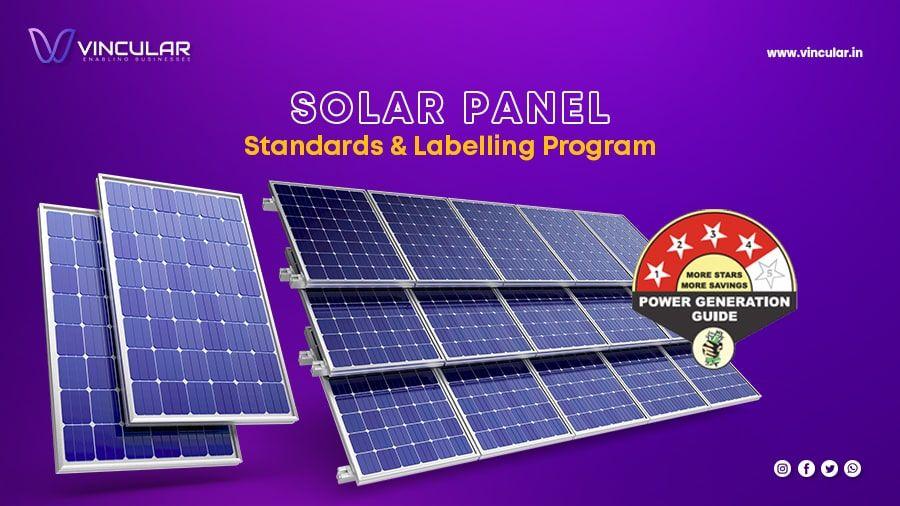 VINCULAR
ENABLING BUSINESSES
www.vincular.in
SOLAR PANEL
Standards & Labelling Program
1 2 3 4 5
MORE STARS
MORE SAVINGS
POWER GENERATION
GUIDE